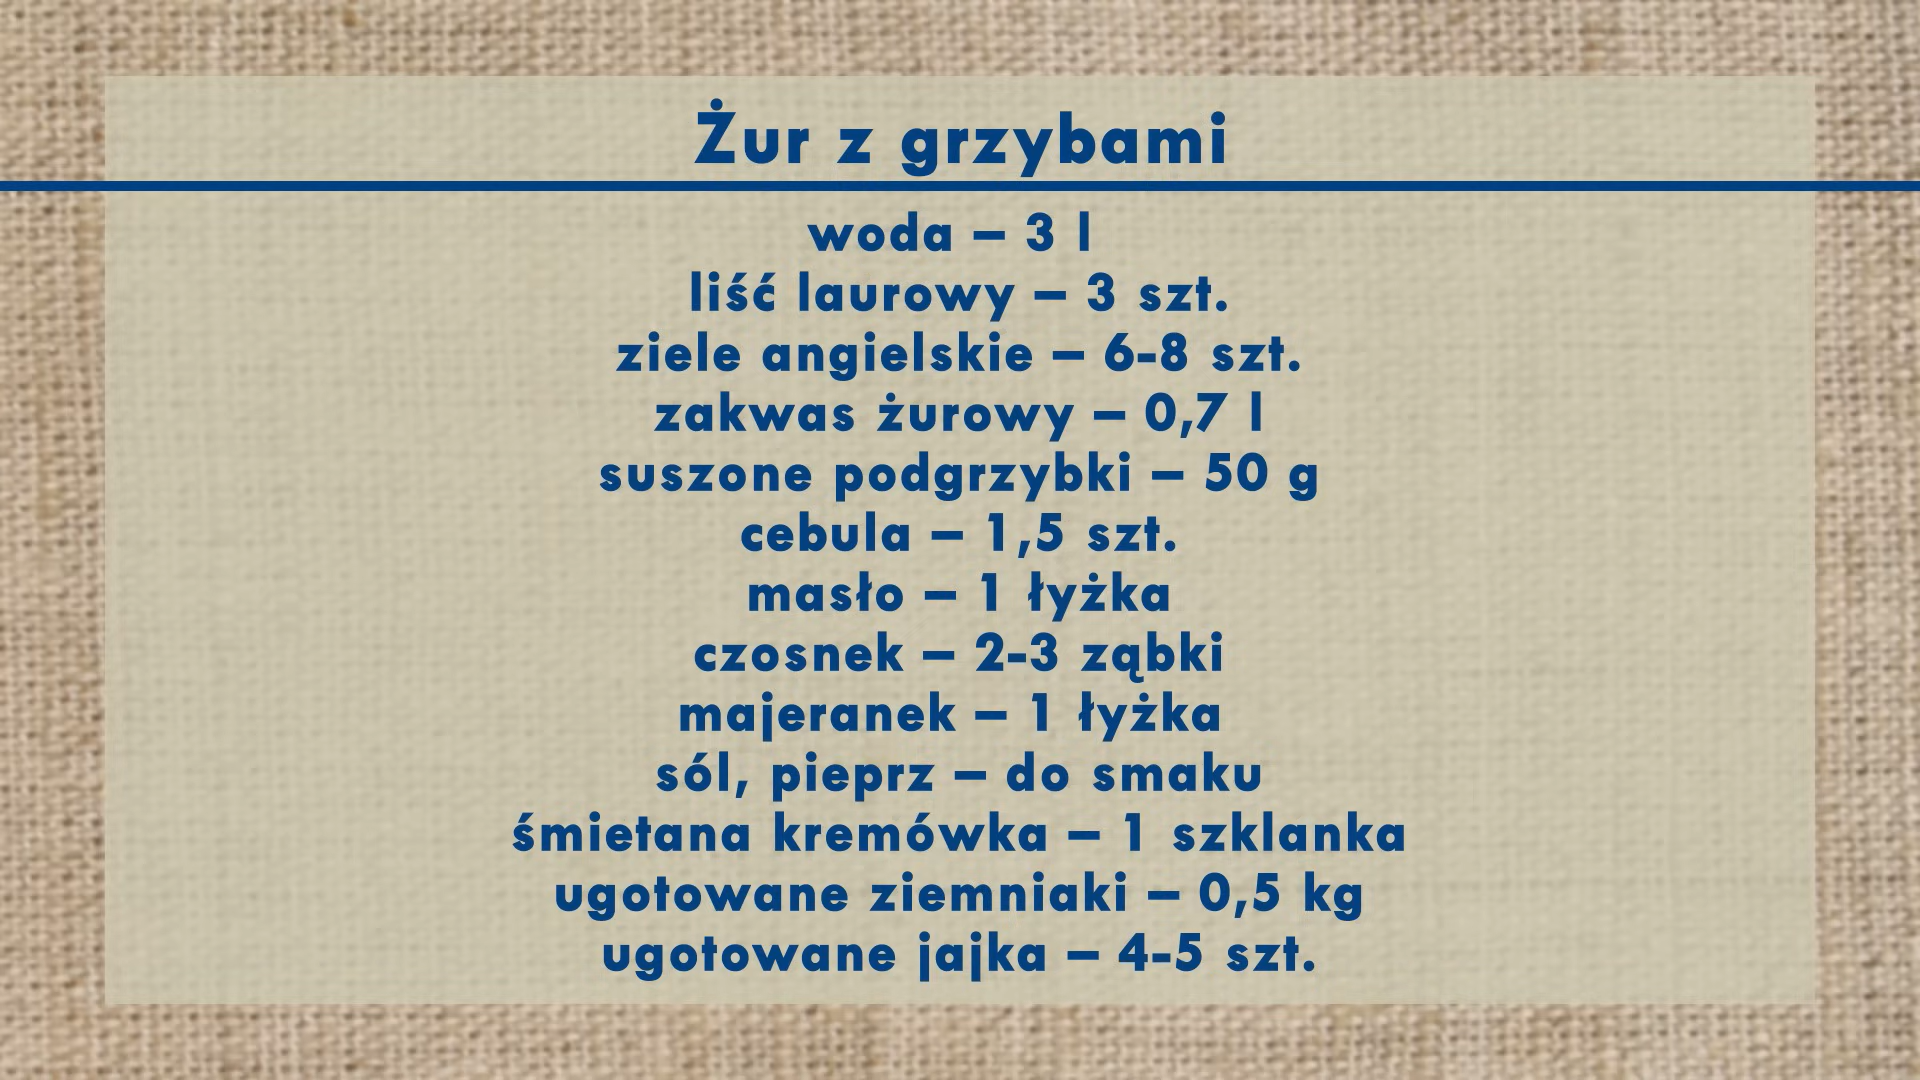 Żur z grzybami
woda – 3 l
liść laurowy – 3 szt.
ziele angielskie – 6-8 szt.
zakwas żurowy – 0,7 l
suszone podgrzybki – 50 g
cebula – 1,5 szt.
masło – 1 łyżka
czosnek – 2-3 ząbki
majeranek – 1 łyżka
sól, pieprz – do smaku
śmietana kremówka – 1 szklanka
ugotowane ziemniaki – 0,5 kg
ugotowane jajka – 4-5 szt.